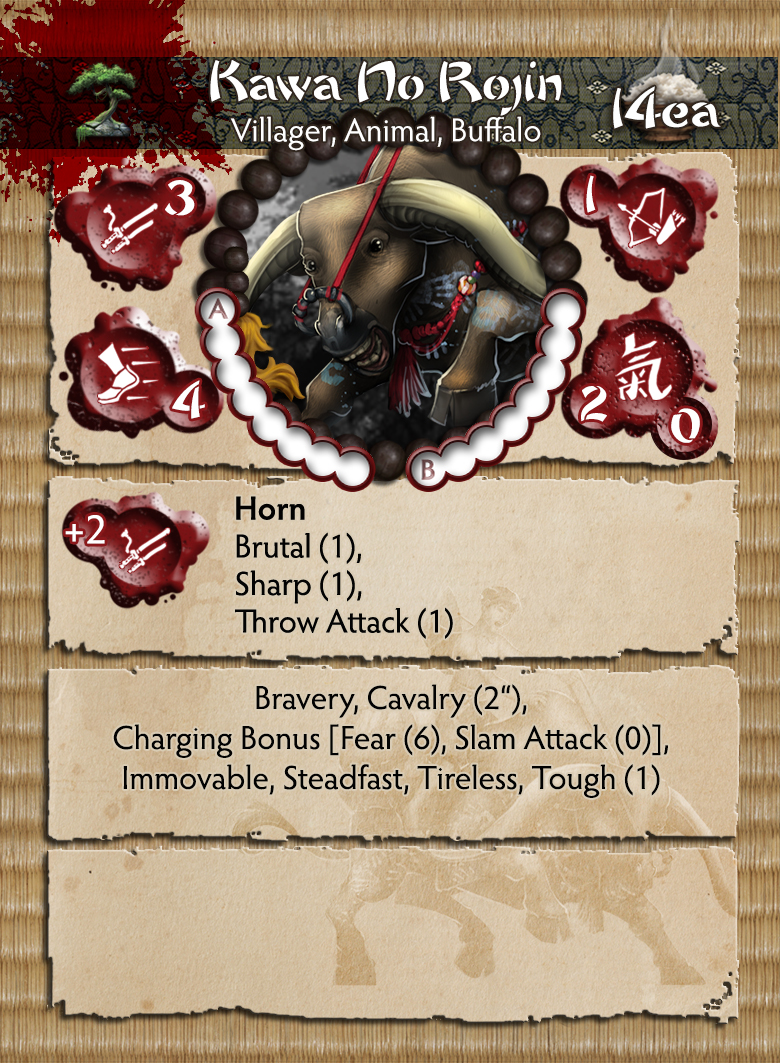 Kawa No Rojin
14ea
Villager, Animal, Buffalo
3
1
4
氣
2
0
A
B
+2
Horn
Brutal (1),
Sharp (1),
Throw Attack (1)
Bravery, Cavalry (2"),
Charging Bonus [Fear (6), Slam Attack (0)],
Immovable, Steadfast, Tireless, Tough (1)